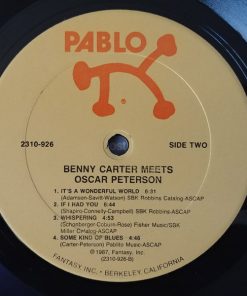 PABLO
2310-926
SIDE TWO
BENNY CARTER MEETS
OSCAR PETERSON
1. IT'S A WONDERFUL WORLD 6:31
(Adamson-Savitt-Watson) SBK Robbins Catalog-ASCAP
2. IF I HAD YOU 6:44
(Shapiro-Connelly-Campbell) SBK Robbins-ASCAP
3. WHISPERING 4:53
(Schonberger-Coburn-Rose) Fisher Music/SBK
Miller Catalog-ASCAP
4. SOME KIND OF BLUES 4:46
(Carter-Peterson) Pablito Music-ASCAP
℗1987, Fantasy, Inc.
(2310-926-B)
FANTASY INC. • BERKELEY, CALIFORNIA